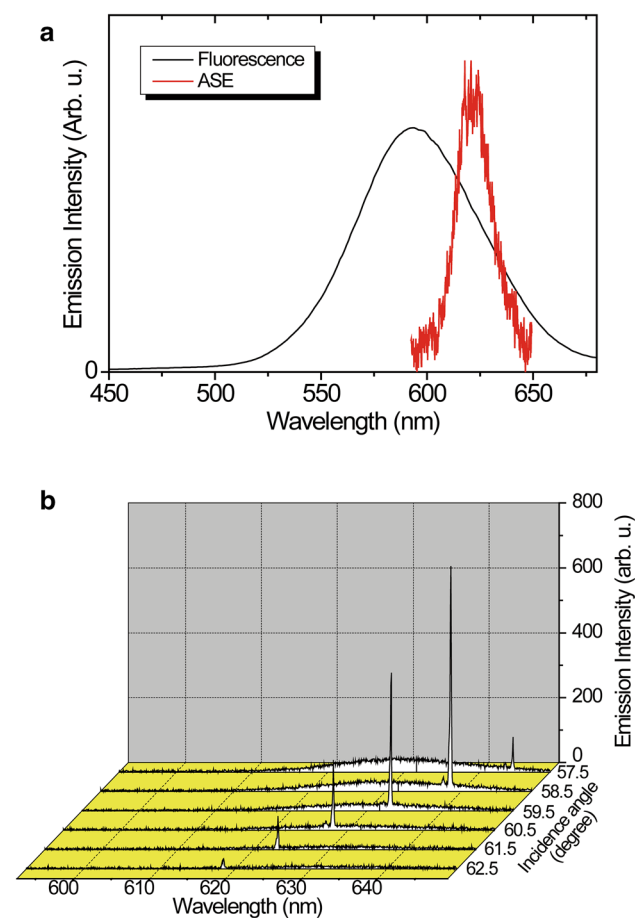 a
Fluorescence
ASE
Emission Intensity (Arb. u.)
0
450 500 550 600 650
Wavelength (nm)
b
800
600
400
200
0
Emission Intensity (arb. u.)
57.5
58.5
59.5
60.5
61.5
62.5
Incidence angle
(degree)
600 610 620 630 640
Wavelength (nm)